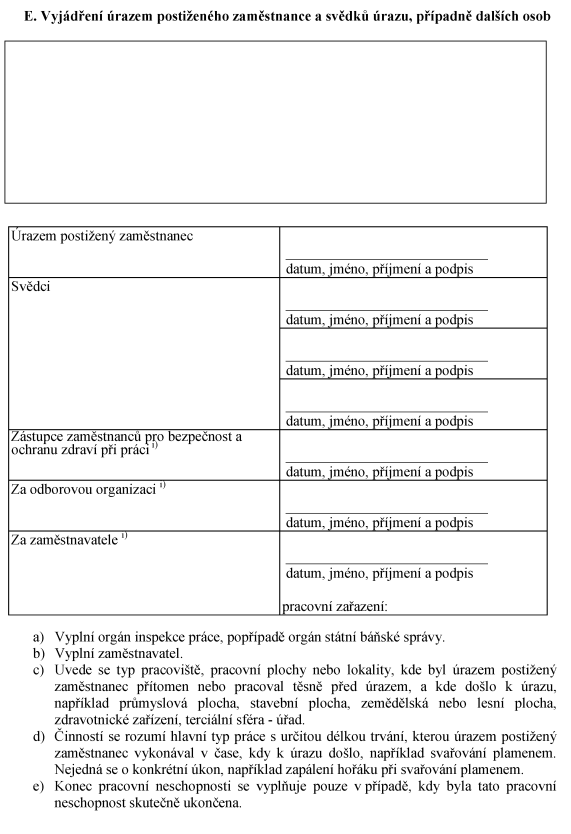 E. Vyjádření úrazem postiženého zaměstnance a svědků úrazu, případně dalších osob
Úrazem postižený zaměstnanec
datum, jméno, příjmení a podpis
Svědci
datum, jméno, příjmení a podpis
datum, jméno, příjmení a podpis
datum, jméno, příjmení a podpis
Zástupce zaměstnanců pro bezpečnost a
ochranu zdraví při práci 1)
datum, jméno, příjmení a podpis
Za odborovou organizaci 1)
datum, jméno, příjmení a podpis
Za zaměstnavatele 1)
datum, jméno, příjmení a podpis
pracovní zařazení:
a) Vyplní orgán inspekce práce, popřípadě orgán státní báňské správy.
b) Vyplní zaměstnavatel.
c) Uvede se typ pracoviště, pracovní plochy nebo lokality, kde byl úrazem postižený
zaměstnanec přítomen nebo pracoval těsně před úrazem, a kde došlo k úrazu,
například průmyslová plocha, stavební plocha, zemědělská nebo lesní plocha,
zdravotnické zařízení, terciální sféra - úřad.
d) Činností se rozumí hlavní typ práce s určitou délkou trvání, kterou úrazem postižený
zaměstnanec vykonával v čase, kdy k úrazu došlo, například svařování plamenem.
Nejedná se o konkrétní úkon, například zapálení hořáku při svařování plamenem.
e) Konec pracovní neschopnosti se vyplňuje pouze v případě, kdy byla tato pracovní
neschopnost skutečně ukončena.